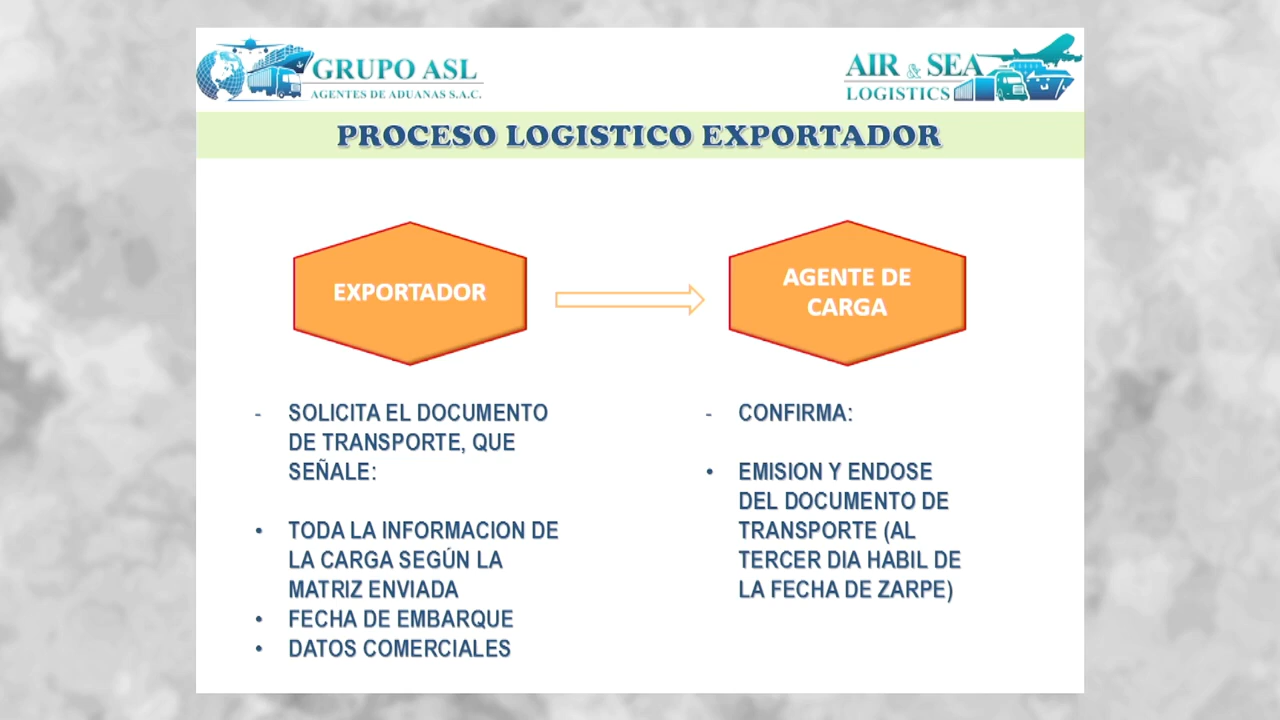 GRUPO ASL
AGENTES DE ADUANAS S.A.C.
AIR & SEA
LOGISTICS
PROCESO LOGISTICO EXPORTADOR
EXPORTADOR
AGENTE DE
CARGA
- SOLICITA EL DOCUMENTO
DE TRANSPORTE, QUE
SEÑALE:
• TODA LA INFORMACION DE
LA CARGA SEGÚN LA
MATRIZ ENVIADA
• FECHA DE EMBARQUE
• DATOS COMERCIALES
- CONFIRMA:
• EMISION Y ENDOSE
DEL DOCUMENTO DE
TRANSPORTE (AL
TERCER DIA HABIL DE
LA FECHA DE ZARPE)